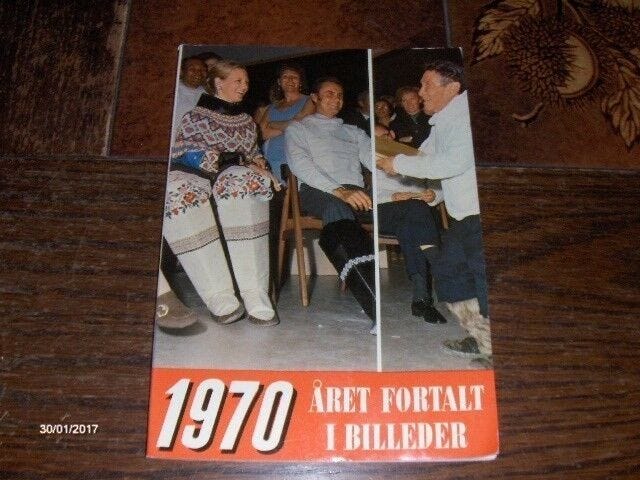 1970
ÅRET FORTALT
I BILLEDER
30/01/2017